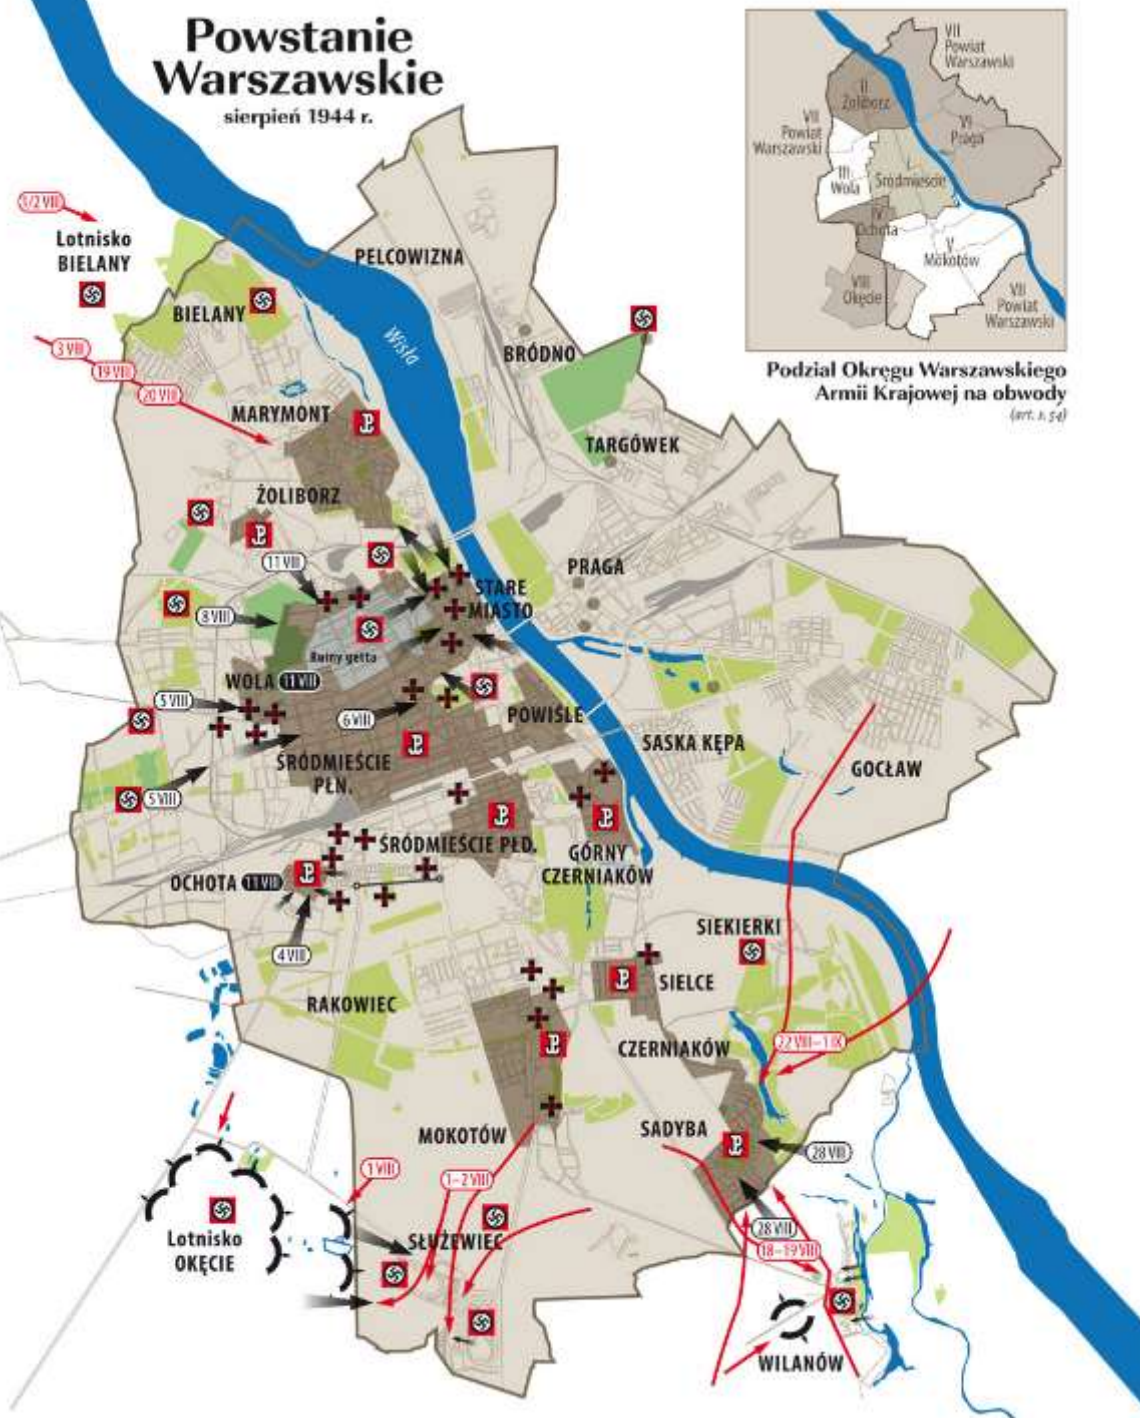 Powstanie
Warszawskie
sierpień 1944 r.
VII
Powiat
Warszawski
II
Żoliborz
VI
Praga
VII
Powiat
Warszawski
III
Wola
I
Śródmieście
IV
Ochota
V
Mokotów
VIII
Okęcie
VII
Powiat
Warszawski
Podział Okręgu Warszawskiego
Armii Krajowej na obwody
1/2 VIII
Lotnisko
BIELANY
PELCOWIZNA
BIELANY
Wisła
BRÓDNO
3 VIII
19 VIII
20 VIII
MARYMONT
TARGÓWEK
ŻOLIBORZ
11 VIII
PRAGA
STARE
MIASTO
8 VIII
Ruiny getta
WOLA 11 VIII
5 VIII
6 VIII
POWIŚLE
SASKA KĘPA
ŚRÓDMIEŚCIE
PŁN.
GOCŁAW
5 VIII
ŚRÓDMIEŚCIE PŁD.
GÓRNY
CZERNIAKÓW
OCHOTA 11 VIII
4 VIII
SIEKIERKI
SIELCE
RAKOWIEC
22 VIII–1 IX
CZERNIAKÓW
MOKOTÓW
SADYBA
28 VIII
1 VIII
1–2 VIII
Lotnisko
OKĘCIE
SŁUŻEWIEC
28 VIII
18–19 VIII
WILANÓW